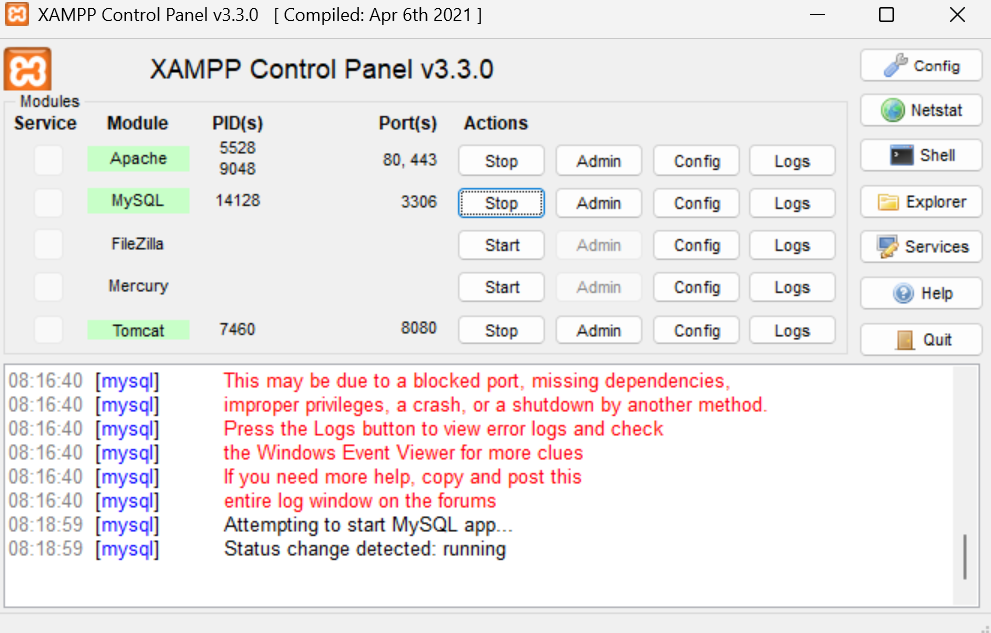 XAMPP Control Panel v3.3.0 [ Compiled: Apr 6th 2021 ]
XAMPP Control Panel v3.3.0
Modules
Service Module PID(s) Port(s) Actions
Apache 5528 9048 80, 443 Stop Admin Config Logs
MySQL 14128 3306 Stop Admin Config Logs
FileZilla Start Admin Config Logs
Mercury Start Admin Config Logs
Tomcat 7460 8080 Stop Admin Config Logs
Config
Netstat
Shell
Explorer
Services
Help
Quit
08:16:40 [mysql] This may be due to a blocked port, missing dependencies,
08:16:40 [mysql] improper privileges, a crash, or a shutdown by another method.
08:16:40 [mysql] Press the Logs button to view error logs and check
08:16:40 [mysql] the Windows Event Viewer for more clues
08:16:40 [mysql] If you need more help, copy and post this
08:16:40 [mysql] entire log window on the forums
08:18:59 [mysql] Attempting to start MySQL app...
08:18:59 [mysql] Status change detected: running